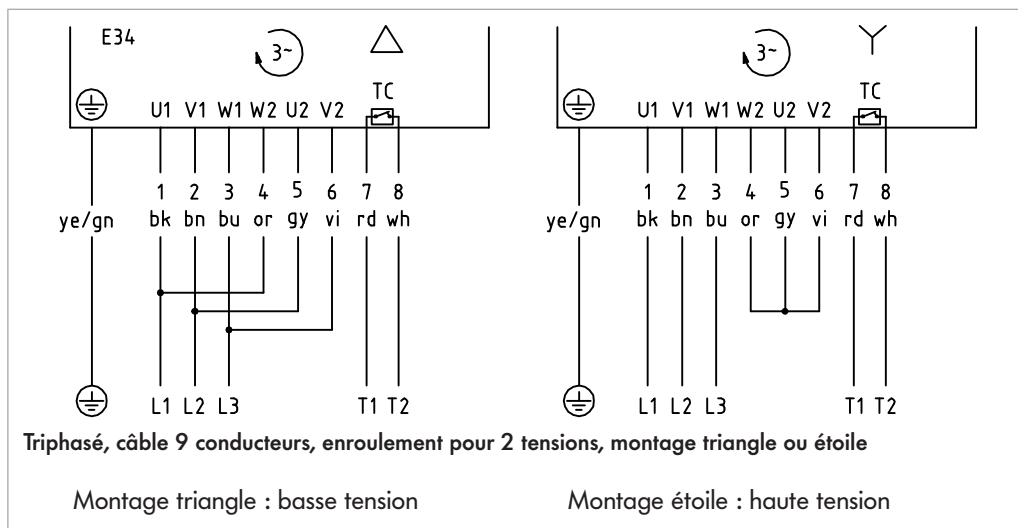 E34 3~ 3~
TC TC
U1 V1 W1 W2 U2 V2 U1 V1 W1 W2 U2 V2
1 2 3 4 5 6 7 8 1 2 3 4 5 6 7 8
ye/gn bk bn bu or gy vi rd wh ye/gn bk bn bu or gy vi rd wh
L1 L2 L3 T1 T2 L1 L2 L3 T1 T2
Triphasé, câble 9 conducteurs, enroulement pour 2 tensions, montage triangle ou étoile
Montage triangle : basse tension Montage étoile : haute tension